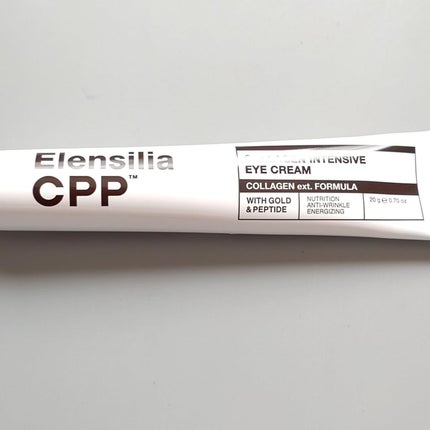 Elensilia
CPP™
INTENSIVE
EYE CREAM
COLLAGEN ext. FORMULA
WITH GOLD
& PEPTIDE
NUTRITION
ANTI-WRINKLE
ENERGIZING
20 g ℮ 0.70 oz